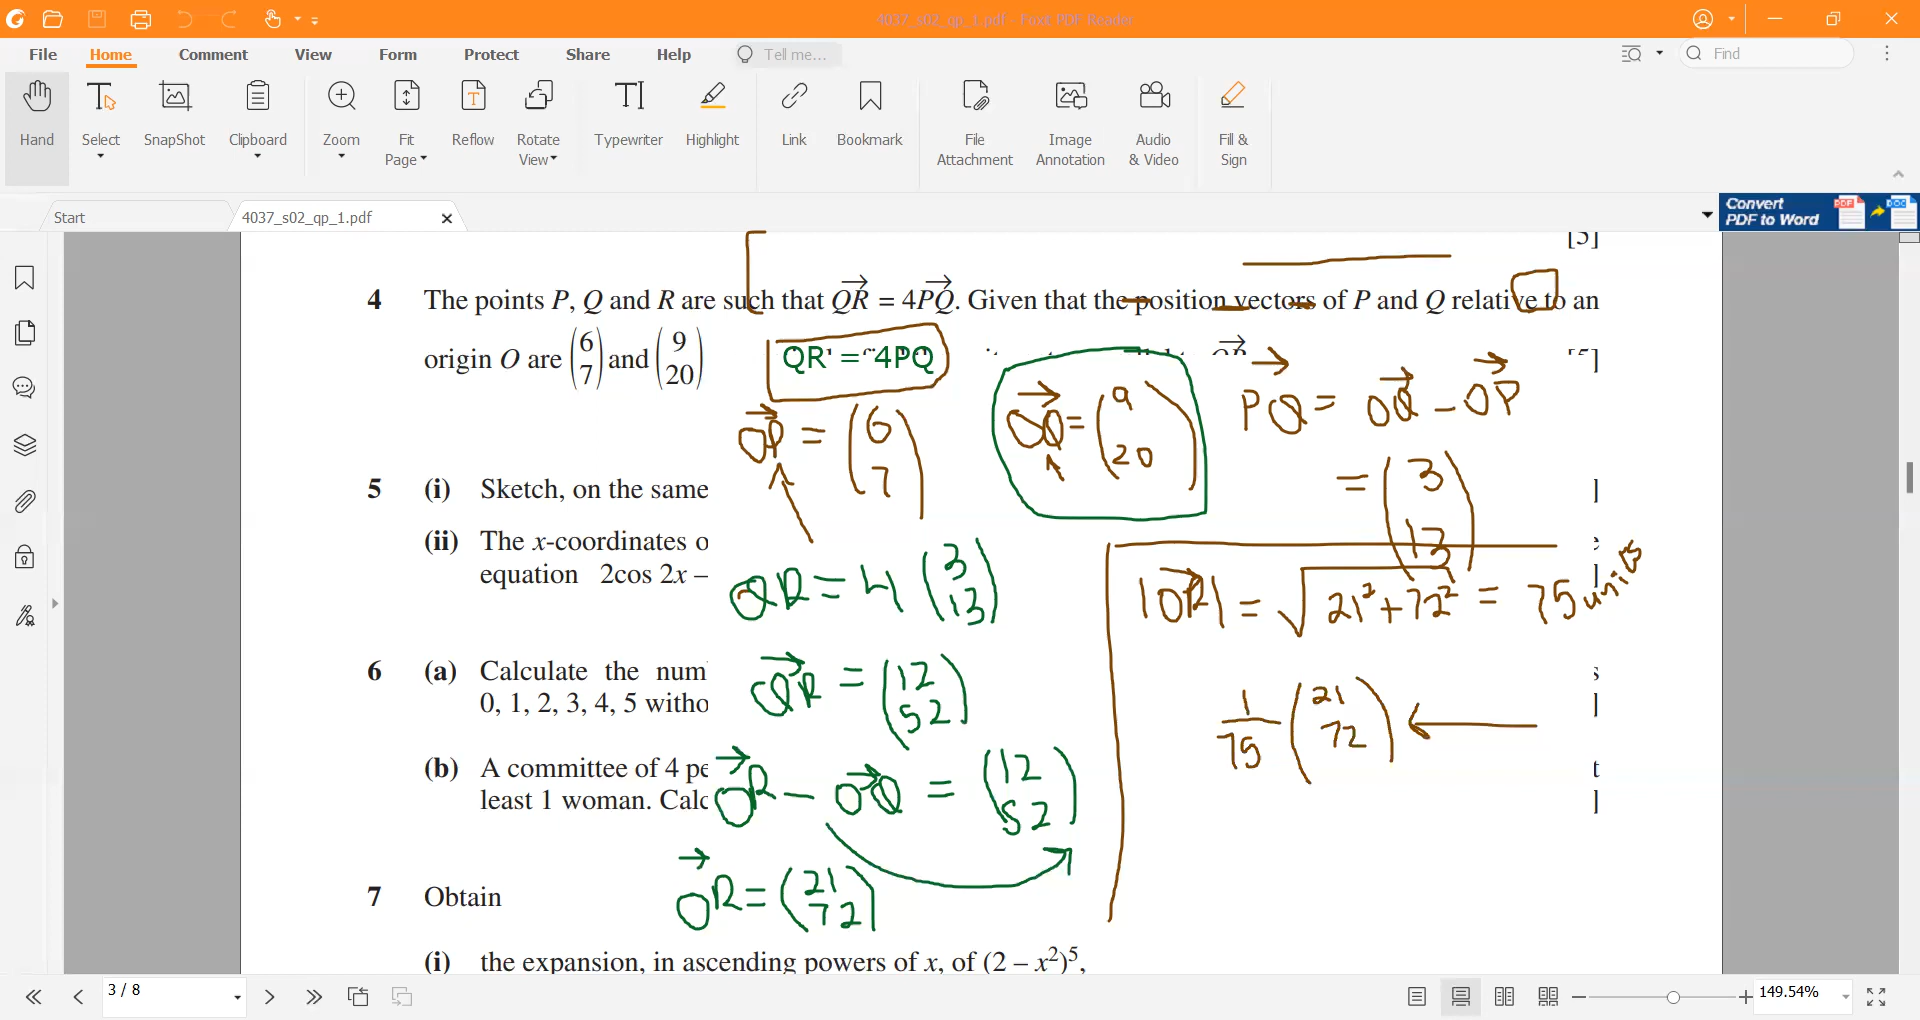 4037_s02_qp_1.pdf - Foxit PDF Reader
File Home Comment View Form Protect Share Help Tell me... Find
Hand Select SnapShot Clipboard Zoom Fit Page Reflow Rotate View Typewriter Highlight Link Bookmark File Attachment Image Annotation Audio & Video Fill & Sign
Start 4037_s02_qp_1.pdf Convert PDF to Word
[5]
4 The points P, Q and R are such that →QR = 4→PQ. Given that the position vectors of P and Q relative to an
origin O are (6 7) and (9 20) [5]
QR = 4PQ
→OP = (6 7)
→OQ = (9 20)
→PQ = →OQ - →OP
= (3 13)
5 (i) Sketch, on the same
(ii) The x-coordinates
equation 2cos 2x –
QR = 4 (3 13)
|→OR| = √21² + 72² = 75 units
6 (a) Calculate the
0, 1, 2, 3, 4, 5
→QR = (12 52)
1/75 (21 72)
(b) A committee of 4
least 1 woman.
→OR - →OQ = (12 52)
→OR = (21 72)
7 Obtain
(i) the expansion, in ascending powers of x, of (2 – x²)⁵,
3 / 8 149.54%